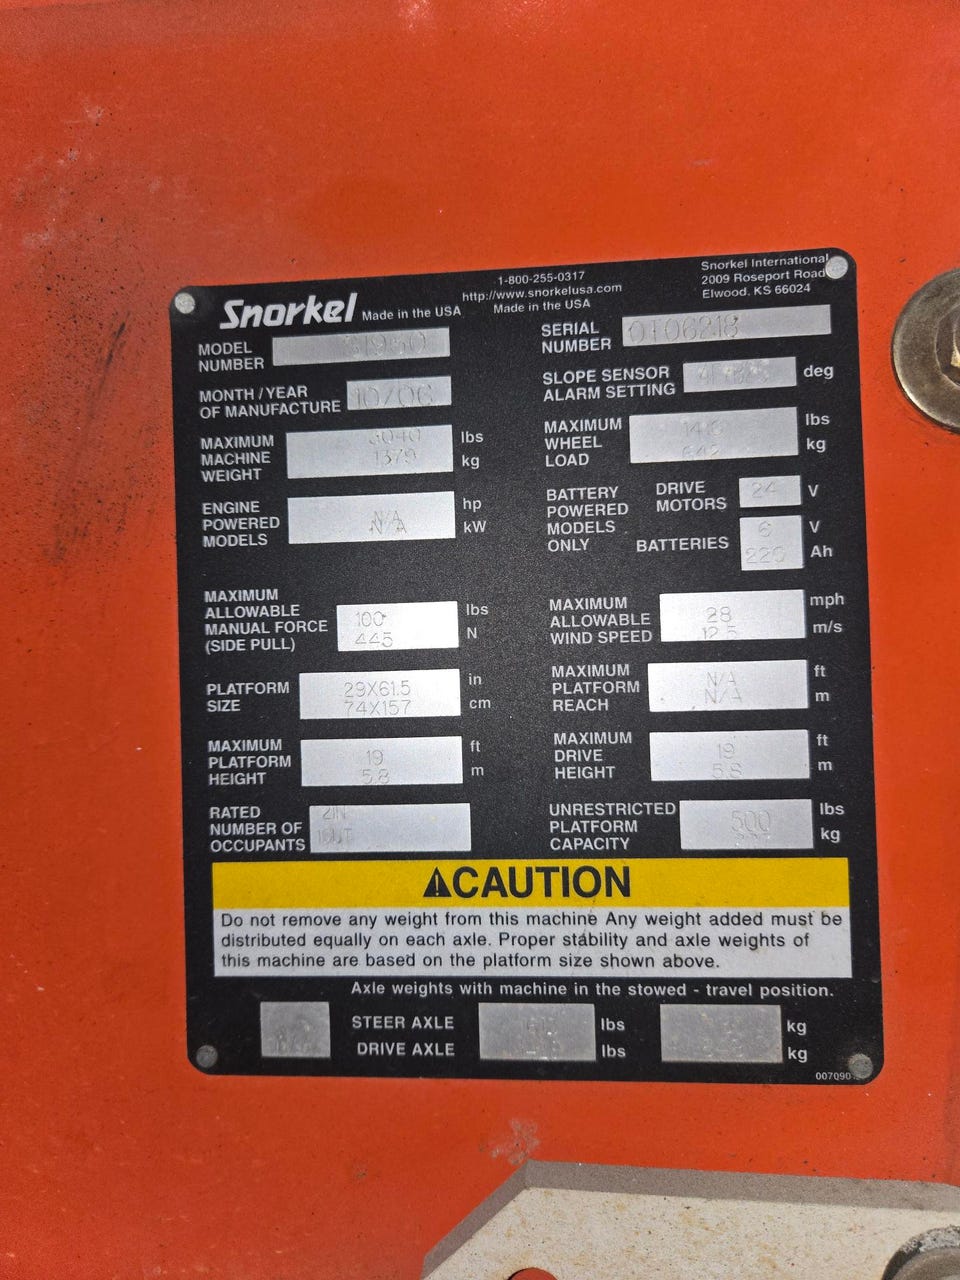 Snorkel Made in the USA
1-800-255-0317
http://www.snorkelusa.com
Made in the USA
Snorkel International
2009 Roseport Road
Elwood, KS 66024
MODEL
NUMBER
SERIAL
NUMBER
MONTH / YEAR
OF MANUFACTURE 10/06
SLOPE SENSOR
ALARM SETTING deg
MAXIMUM
MACHINE
WEIGHT
3040 lbs
1379 kg
MAXIMUM
WHEEL
LOAD
lbs
kg
ENGINE
POWERED
MODELS
N/A hp
N/A kW
BATTERY
POWERED
MODELS
ONLY
DRIVE
MOTORS 24 V
BATTERIES
6 V
220 Ah
MAXIMUM
ALLOWABLE
MANUAL FORCE
(SIDE PULL)
100 lbs
445 N
MAXIMUM
ALLOWABLE
WIND SPEED
28 mph
12.5 m/s
PLATFORM
SIZE
29X61.5 in
74X157 cm
MAXIMUM
PLATFORM
REACH
N/A ft
N/A m
MAXIMUM
PLATFORM
HEIGHT
19 ft
5.8 m
MAXIMUM
DRIVE
HEIGHT
19 ft
5.8 m
RATED
NUMBER OF
OCCUPANTS
2IN
1OUT
UNRESTRICTED
PLATFORM
CAPACITY
500 lbs
kg
CAUTION
Do not remove any weight from this machine Any weight added must be
distributed equally on each axle. Proper stability and axle weights of
this machine are based on the platform size shown above.
Axle weights with machine in the stowed - travel position.
STEER AXLE lbs kg
DRIVE AXLE lbs kg